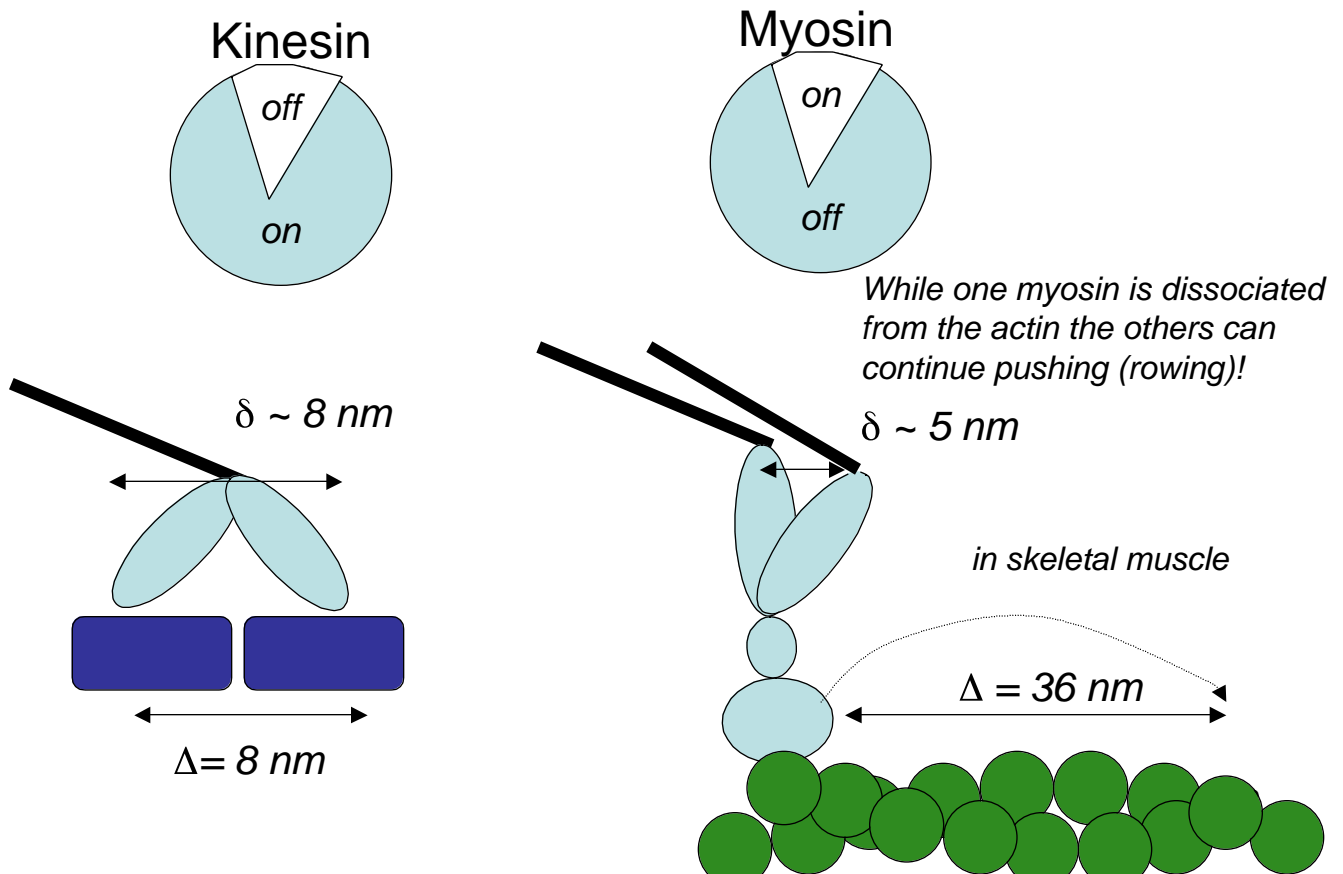 Kinesin
off
on
δ ~ 8 nm
Δ= 8 nm
Myosin
on
off
While one myosin is dissociated
from the actin the others can
continue pushing (rowing)!
δ ~ 5 nm
in skeletal muscle
Δ = 36 nm